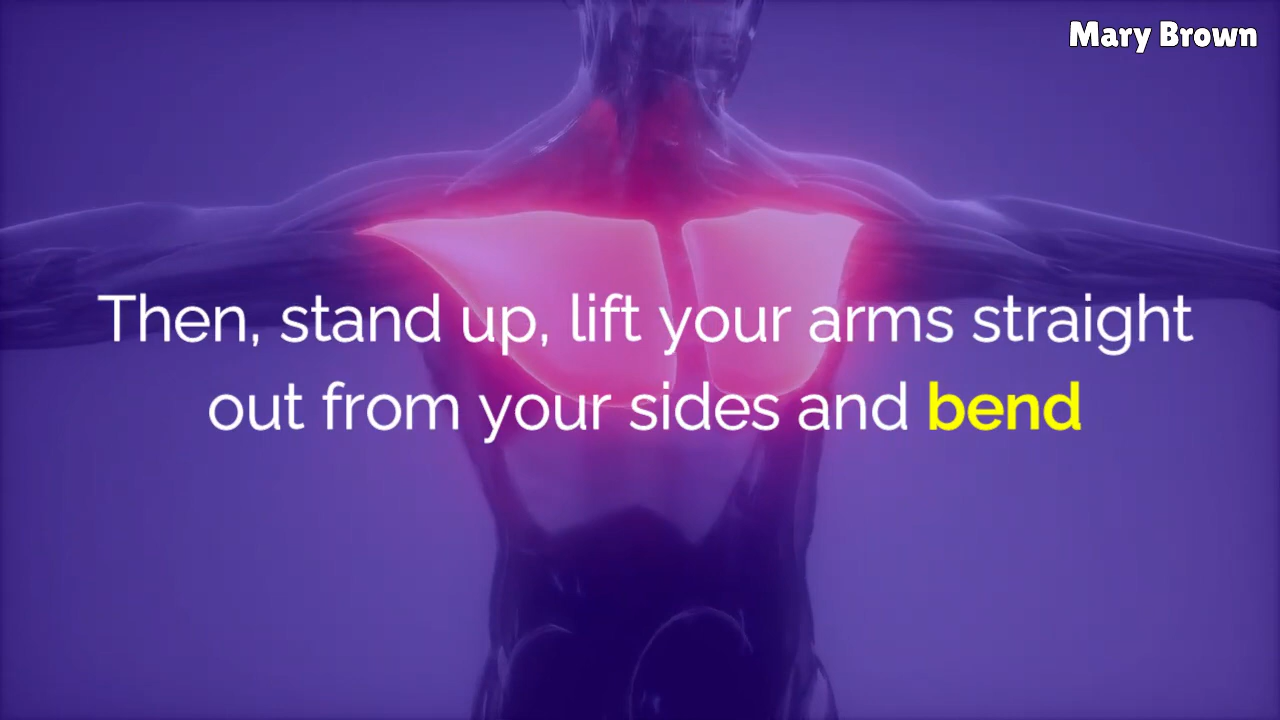 Mary Brown
Then, stand up, lift your arms straight
out from your sides and bend